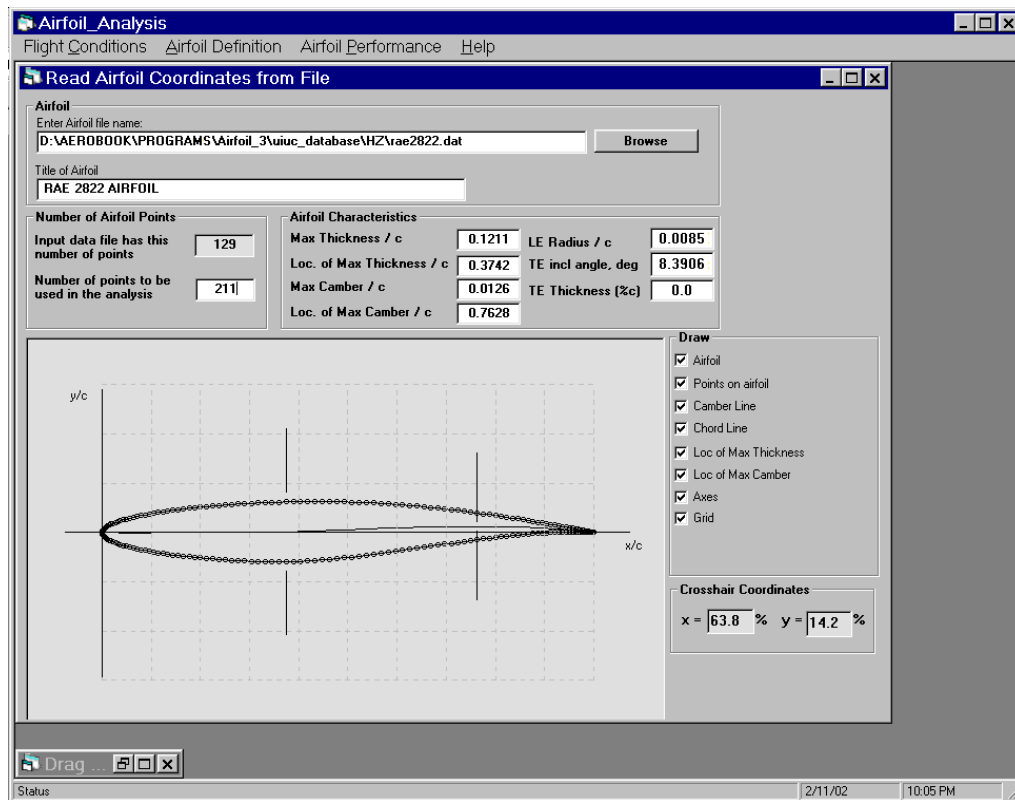 Airfoil_Analysis
Flight Conditions Airfoil Definition Airfoil Performance Help
Read Airfoil Coordinates from File
Airfoil
Enter Airfoil file name:
D:\AEROBOOK\PROGRAMS\Airfoil_3\uiuc_database\HZ\rae2822.dat Browse
Title of Airfoil
RAE 2822 AIRFOIL
Number of Airfoil Points
Input data file has this
number of points 129
Number of points to be
used in the analysis 211
Airfoil Characteristics
Max Thickness / c 0.1211 LE Radius / c 0.0085
Loc. of Max Thickness / c 0.3742 TE incl angle, deg 8.3906
Max Camber / c 0.0126 TE Thickness (%c) 0.0
Loc. of Max Camber / c 0.7628
y/c
x/c
Draw
Airfoil
Points on airfoil
Camber Line
Chord Line
Loc of Max Thickness
Loc of Max Camber
Axes
Grid
Crosshair Coordinates
x = 63.8 % y = 14.2 %
Drag ...
Status 2/11/02 10:05 PM